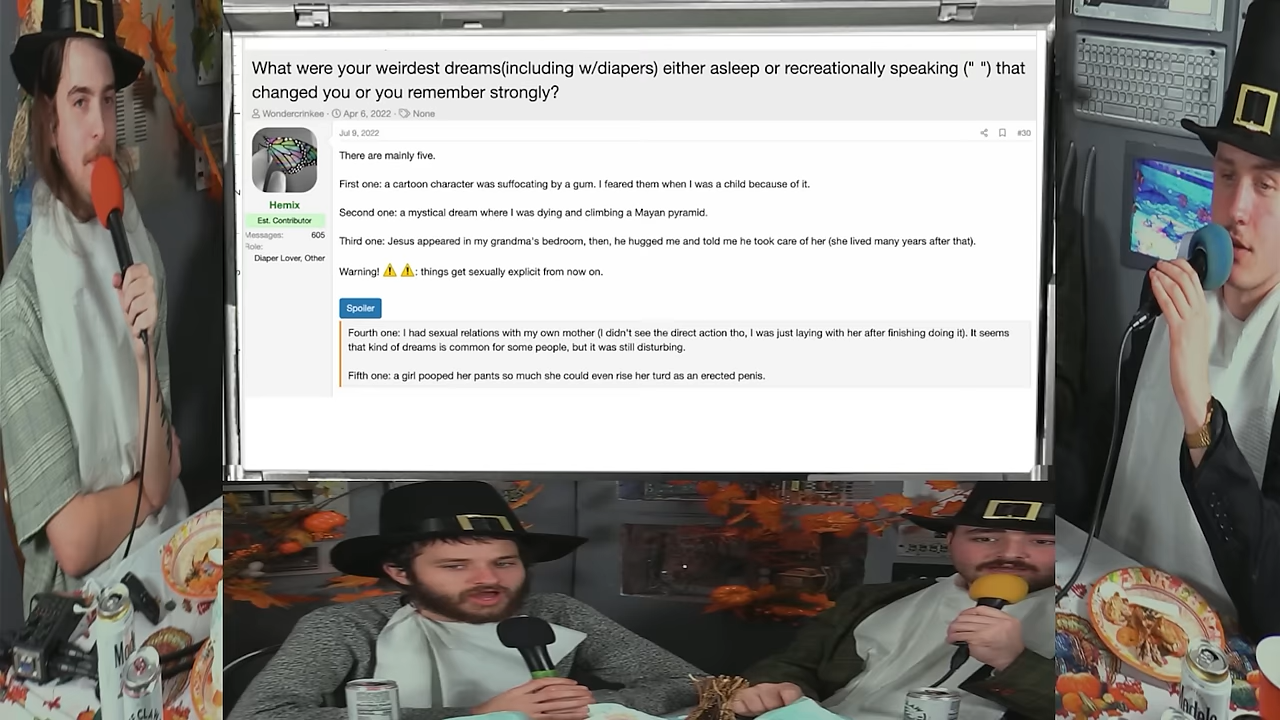 What were your weirdest dreams(including w/diapers) either asleep or recreationally speaking (" ") that
changed you or you remember strongly?
Wondercrinkee · Apr 6, 2022 · None
Jul 9, 2022
#30
There are mainly five.
First one: a cartoon character was suffocating by a gum. I feared them when I was a child because of it.
Hemix
Est. Contributor
Second one: a mystical dream where I was dying and climbing a Mayan pyramid.
Messages: 605
Role:
Third one: Jesus appeared in my grandma's bedroom, then, he hugged me and told me he took care of her (she lived many years after that).
Diaper Lover, Other
Warning! ⚠️ ⚠️: things get sexually explicit from now on.
Spoiler
Fourth one: I had sexual relations with my own mother (I didn't see the direct action tho, I was just laying with her after finishing doing it). It seems
that kind of dreams is common for some people, but it was still disturbing.
Fifth one: a girl pooped her pants so much she could even rise her turd as an erected penis.